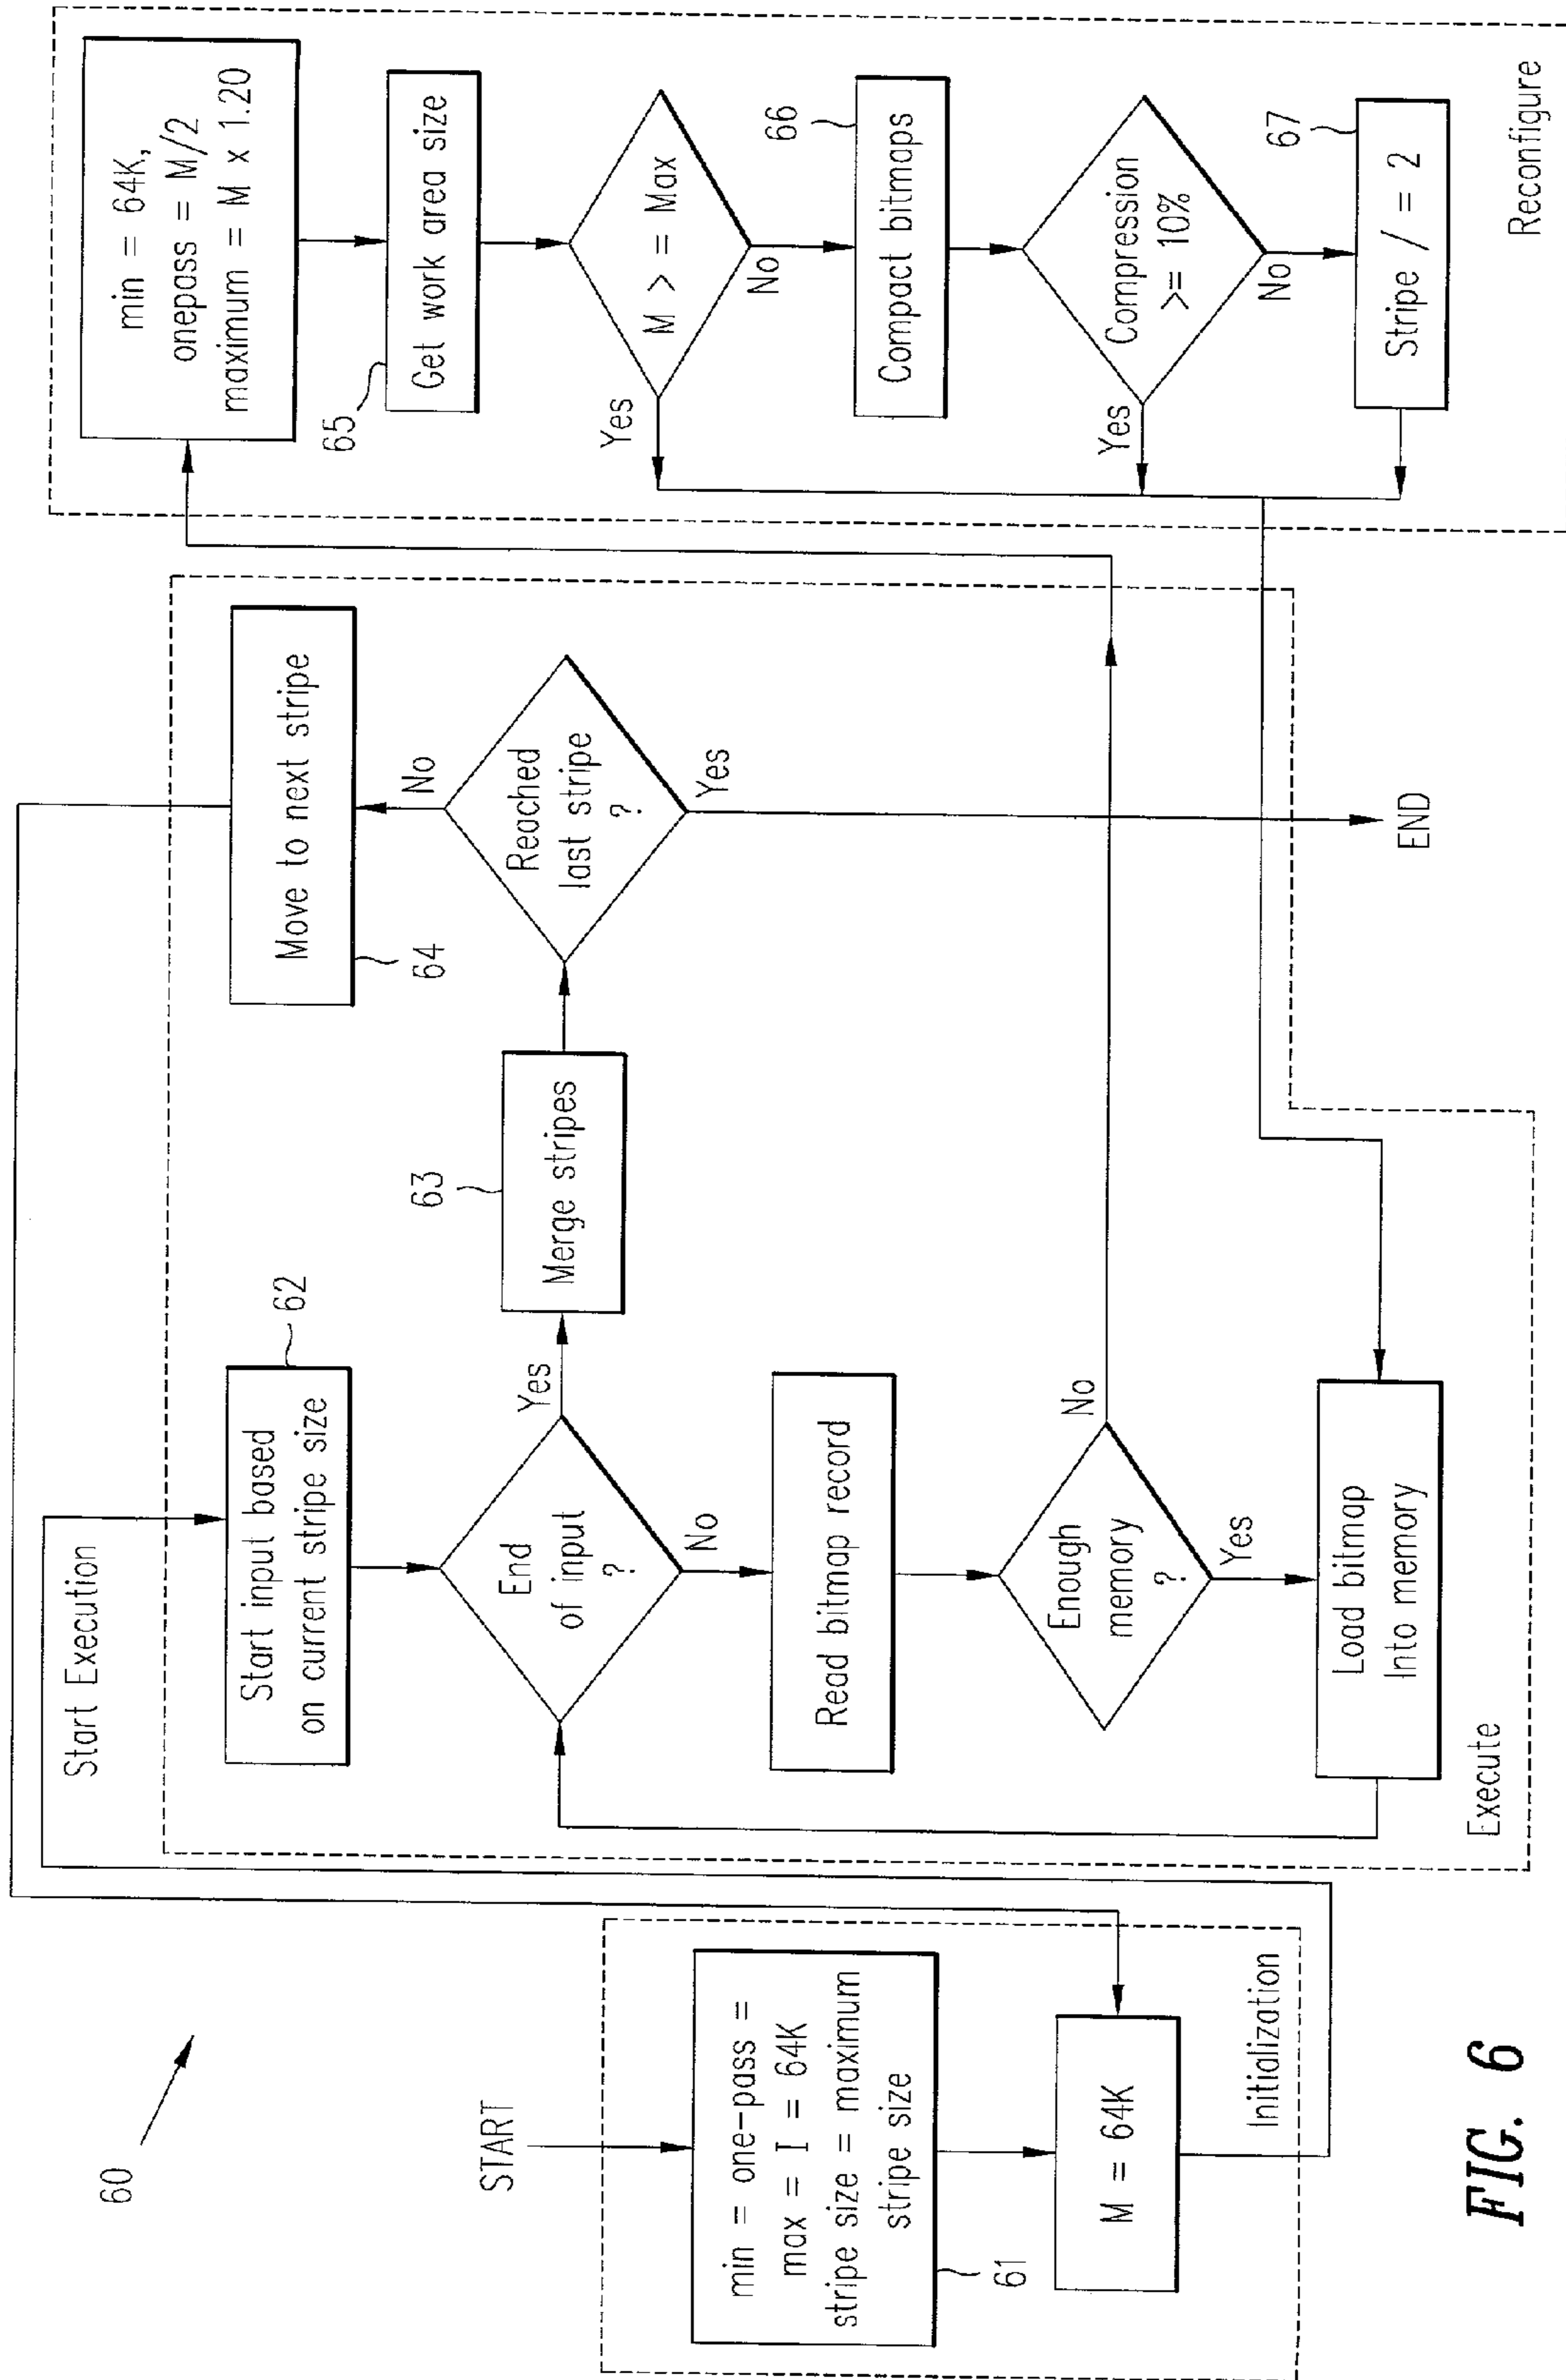 60
START
min = one-pass =
max = I = 64K
stripe size = maximum
stripe size
61
M = 64K
Initialization
Start Execution
Start input based
on current stripe size
62
End
of input
?
Yes
No
Merge stripes
63
Reached
last stripe
?
No
Yes
Move to next stripe
64
END
Read bitmap record
Enough
memory
?
No
Yes
Load bitmap
Into memory
Execute
min = 64K,
onepass = M/2
maximum = M x 1.20
Get work area size
65
M > = Max
Yes
No
Compact bitmaps
66
Compression
>= 10%
Yes
No
Stripe / = 2
67
Reconfigure
FIG. 6